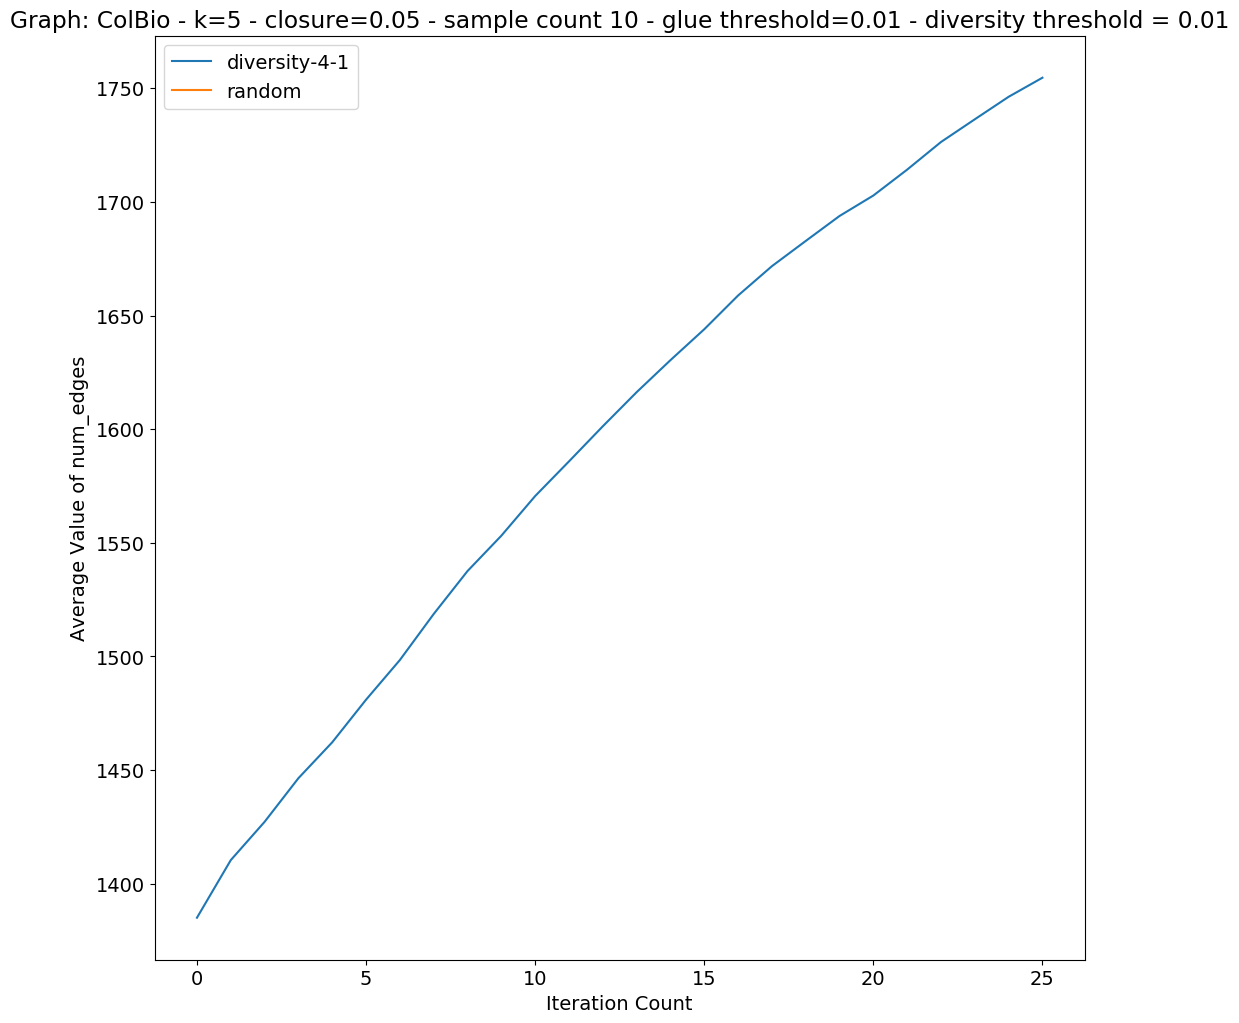 Graph: ColBio - k=5 - closure=0.05 - sample count 10 - glue threshold=0.01 - diversity threshold = 0.01
diversity-4-1
random
1750
1700
1650
1600
1550
1500
1450
1400
Average Value of num_edges
0 5 10 15 20 25
Iteration Count